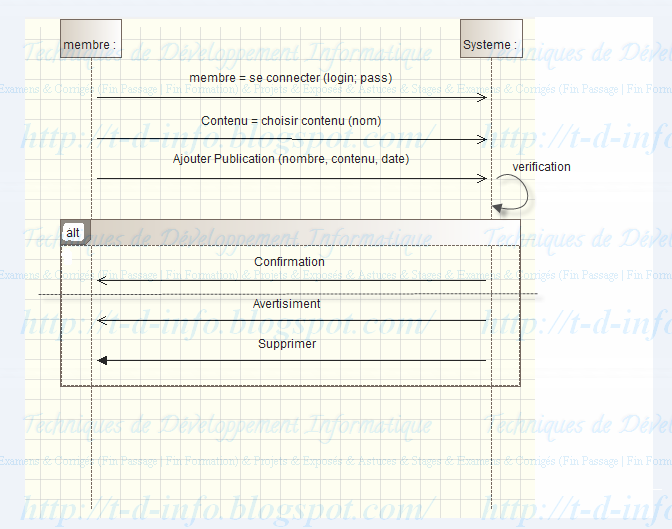 membre :
Systeme :
Techniques de Développement Informatique
Techniques de Dév
Examens & Corrigés (Fin Passage | Fin Formation) & Projets & Exposés & Astuces & Stages & Examens & Corrigés (Fin Passage | Fin Form
membre = se connecter (login; pass)
Contenu = choisir contenu (nom)
http://t-d-info.blogspot.com/
http://t-d-info
Ajouter Publication (nombre, contenu, date)
verification
alt
Techniques de Développement Informatique
Techniques de Dév
Confirmation
Examens & Corrigés (Fin Passage | Fin Formation) & Projets & Exposés & Astuces & Stages & Examens & Corrigés (Fin Passage | Fin Form
Avertisiment
http://t-d-info.blogspot.com/
http://t-d-info
Supprimer
Techniques de Développement Informatique
Techniques de Dév
Examens & Corrigés (Fin Passage | Fin Formation) & Projets & Exposés & Astuces & Stages & Examens & Corrigés (Fin Passage | Fin Form
http://t-d-info.blogspot.com/
http://t-d-info